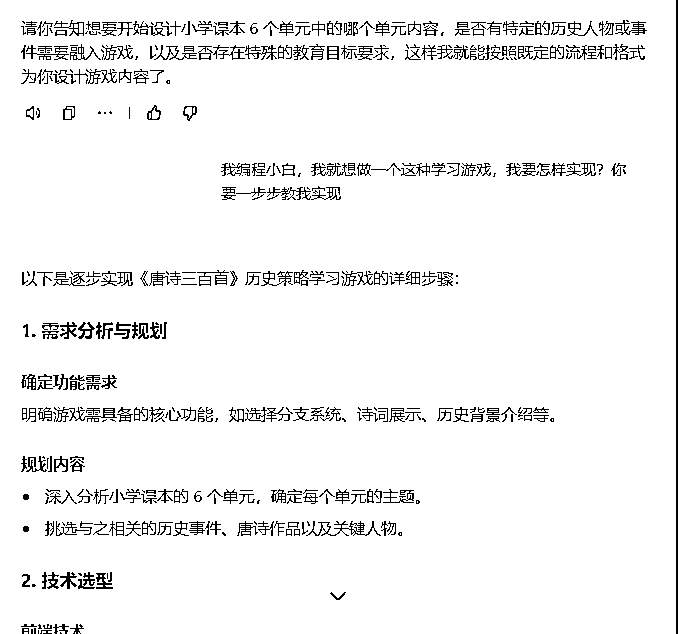 请你告知想要开始设计小学课本 6 个单元中的哪个单元内容，是否有特定的历史人物或事
件需要融入游戏，以及是否存在特殊的教育目标要求，这样我就能按照既定的流程和格式
为你设计游戏内容了。
我编程小白，我就想做一个这种学习游戏，我要怎样实现？你
要一步步教我实现
以下是逐步实现《唐诗三百首》历史策略学习游戏的详细步骤：
1. 需求分析与规划
确定功能需求
明确游戏需具备的核心功能，如选择分支系统、诗词展示、历史背景介绍等。
规划内容
• 深入分析小学课本的 6 个单元，确定每个单元的主题。
• 挑选与之相关的历史事件、唐诗作品以及关键人物。
2. 技术选型
前端技术